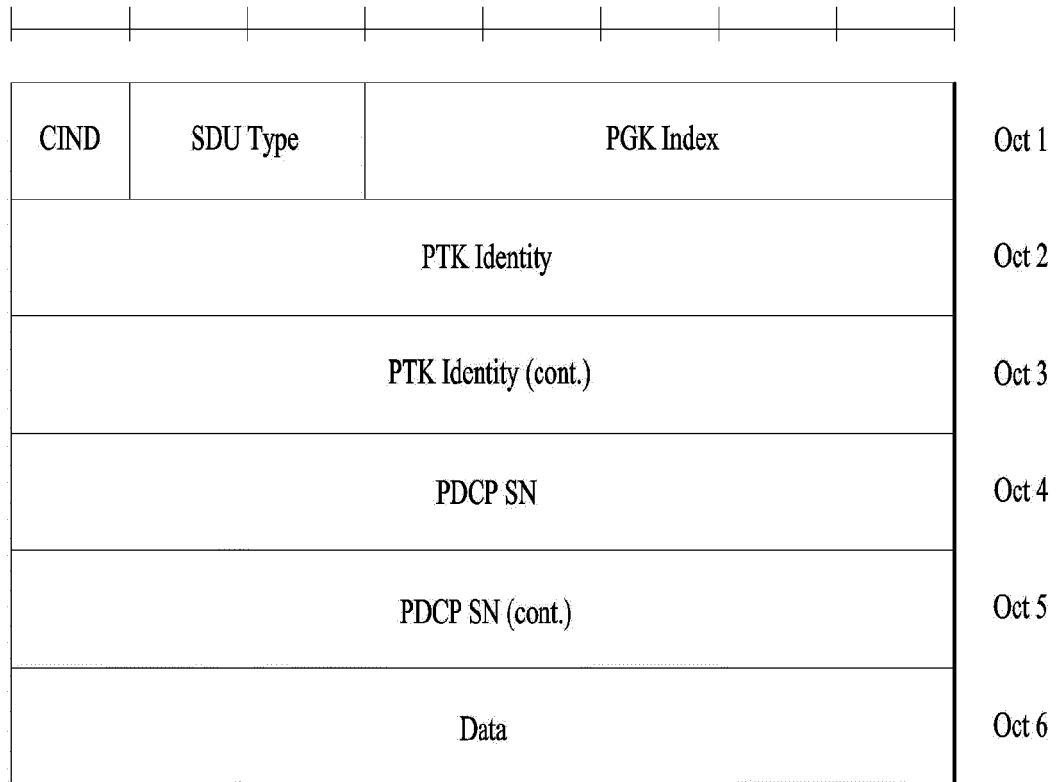 CIND SDU Type PGK Index Oct 1
PTK Identity Oct 2
PTK Identity (cont.) Oct 3
PDCP SN Oct 4
PDCP SN (cont.) Oct 5
Data Oct 6